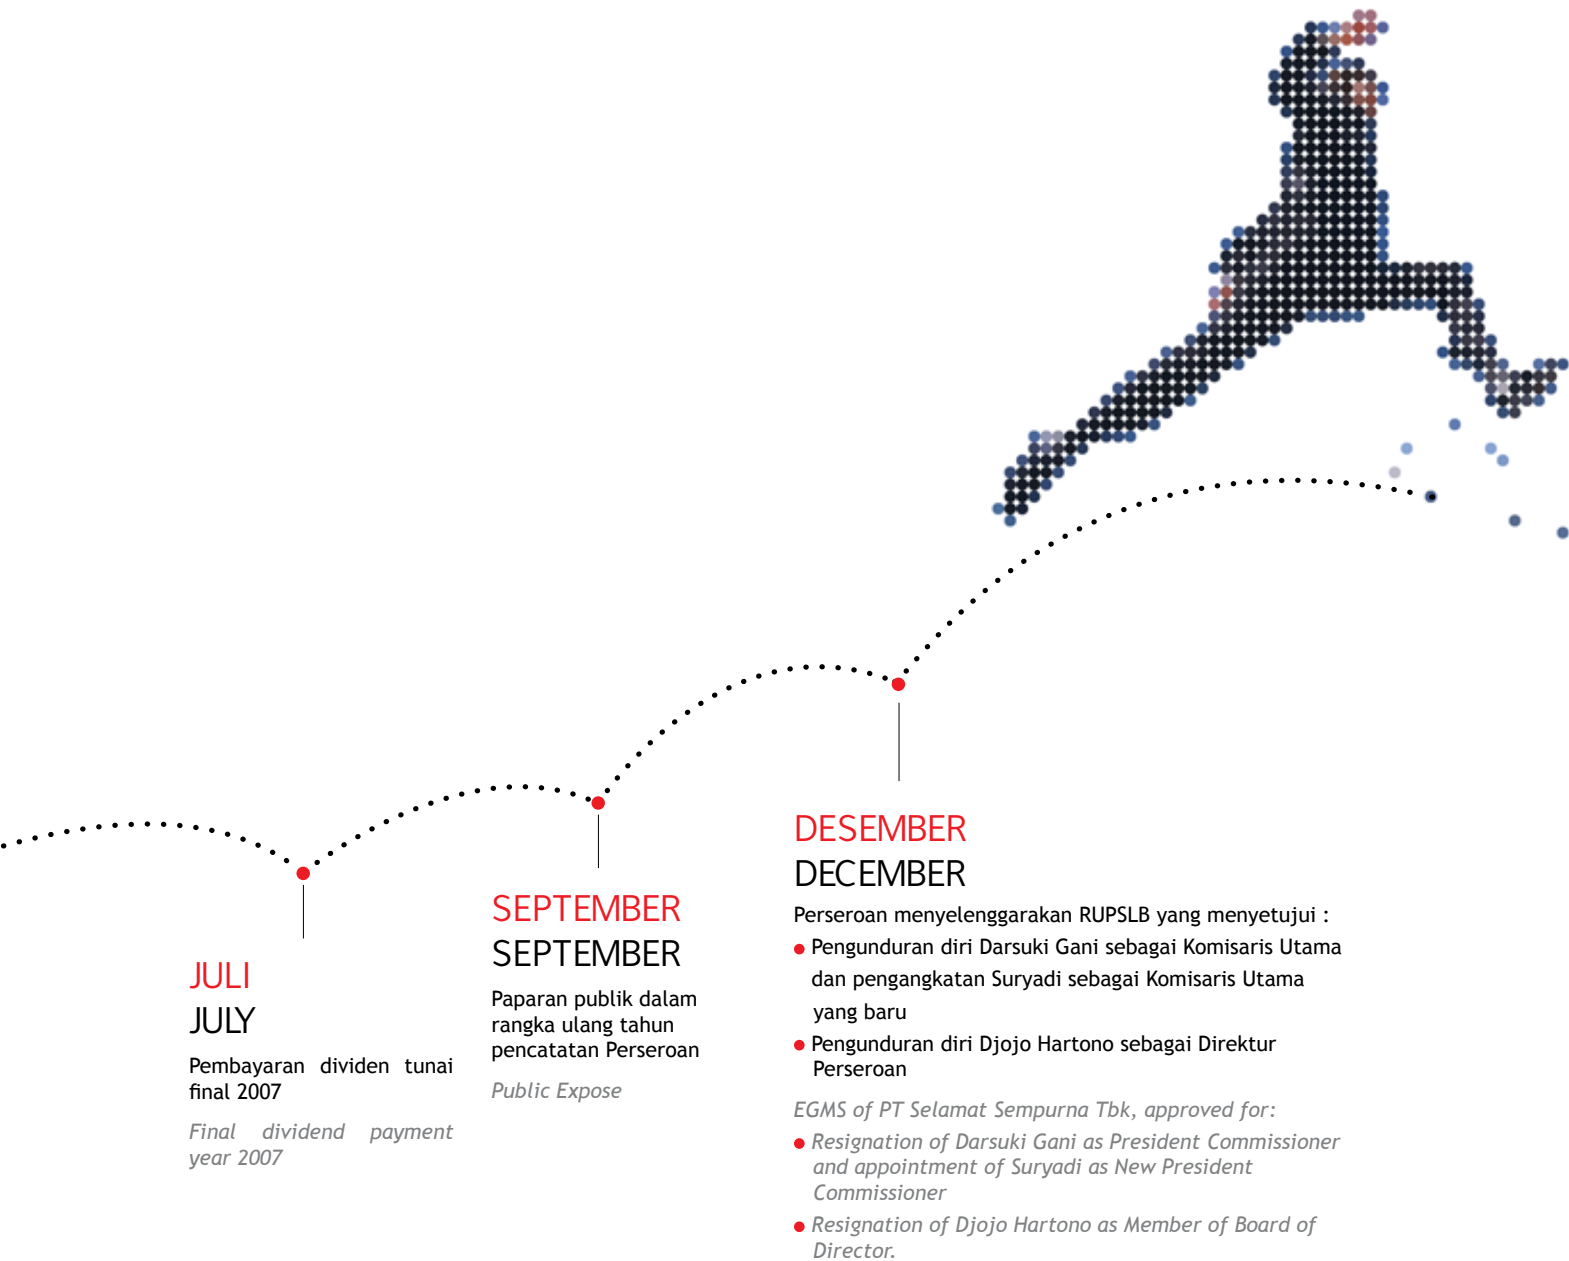 JULI
JULY
Pembayaran dividen tunai
final 2007
Final dividend payment
year 2007
SEPTEMBER
SEPTEMBER
Paparan publik dalam
rangka ulang tahun
pencatatan Perseroan
Public Expose
DESEMBER
DECEMBER
Perseroan menyelenggarakan RUPSLB yang menyetujui :
● Pengunduran diri Darsuki Gani sebagai Komisaris Utama
dan pengangkatan Suryadi sebagai Komisaris Utama
yang baru
● Pengunduran diri Djojo Hartono sebagai Direktur
Perseroan
EGMS of PT Selamat Sempurna Tbk, approved for:
● Resignation of Darsuki Gani as President Commissioner
and appointment of Suryadi as New President
Commissioner
● Resignation of Djojo Hartono as Member of Board of
Director.